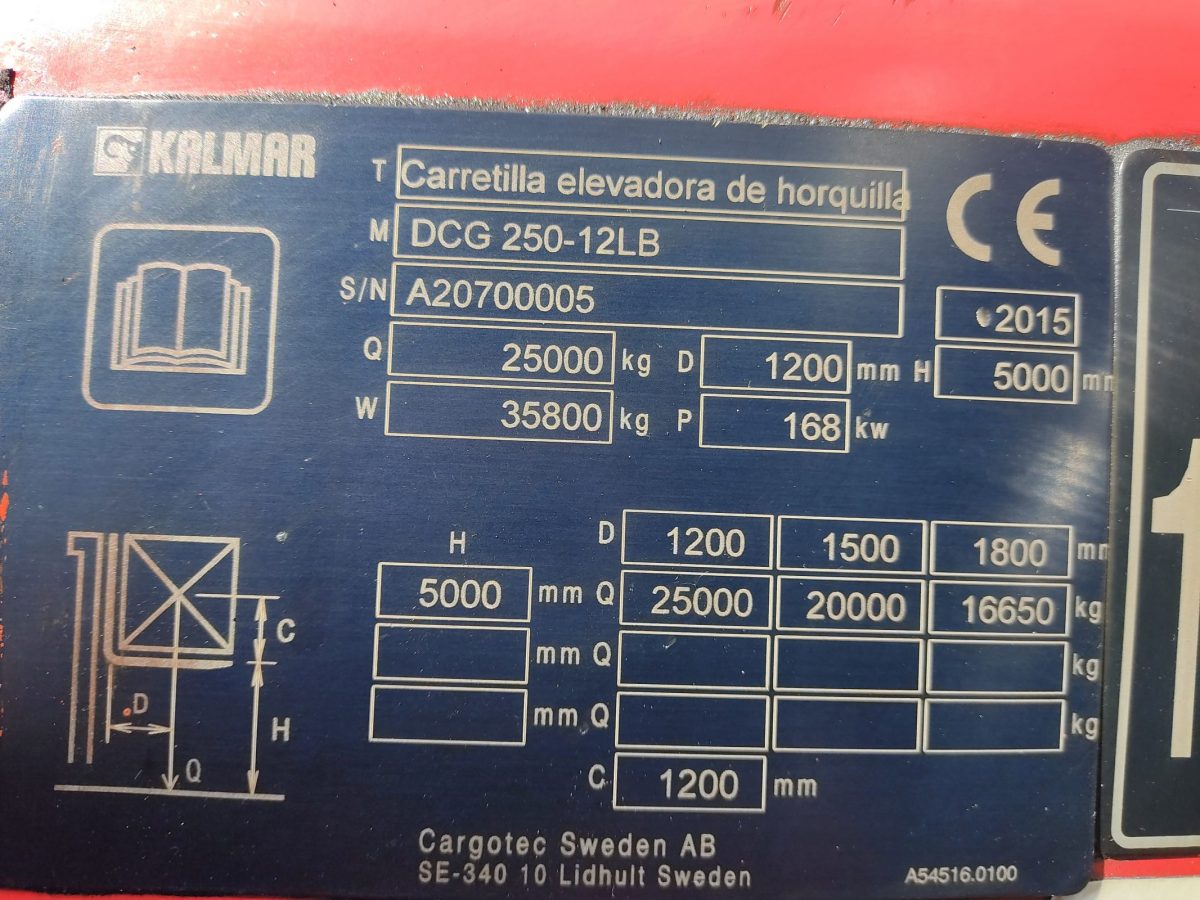 KALMAR
T Carretilla elevadora de horquilla
M DCG 250-12LB
S/N A20700005
CE
2015
Q 25000 kg D 1200 mm H 5000 mm
W 35800 kg P 168 kw
H D 1200 1500 1800 mm
5000 mm Q 25000 20000 16650 kg
mm Q kg
mm Q kg
C 1200 mm
C
D
H
Q
Cargotec Sweden AB
SE-340 10 Lidhult Sweden
A54516.0100